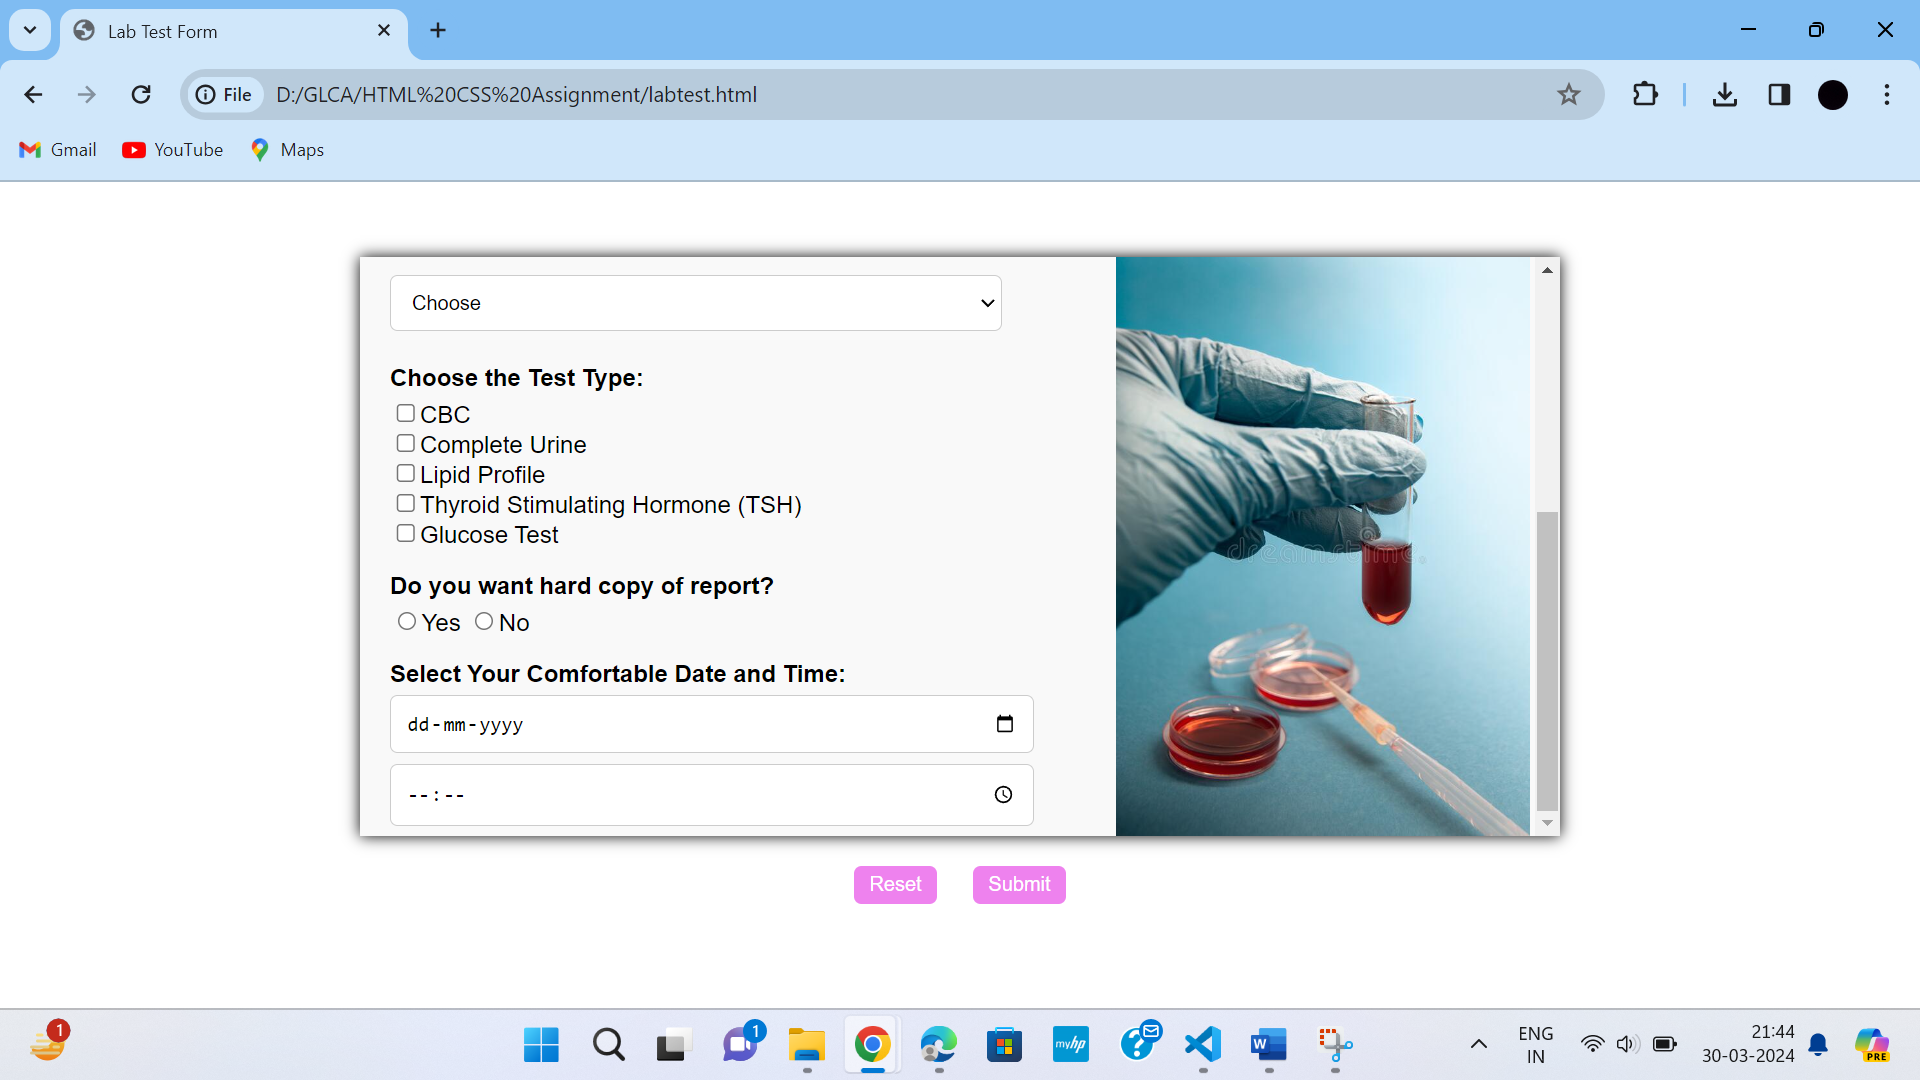 Lab Test Form
File
D:/GLCA/HTML%20CSS%20Assignment/labtest.html
Gmail
YouTube
Maps
Choose
Choose the Test Type:
CBC
Complete Urine
Lipid Profile
Thyroid Stimulating Hormone (TSH)
Glucose Test
Do you want hard copy of report?
Yes No
Select Your Comfortable Date and Time:
dd-mm-yyyy
--:--
dreamstime.
Reset
Submit
1
1
myhp
W
ENG
IN
21:44
30-03-2024
PRE